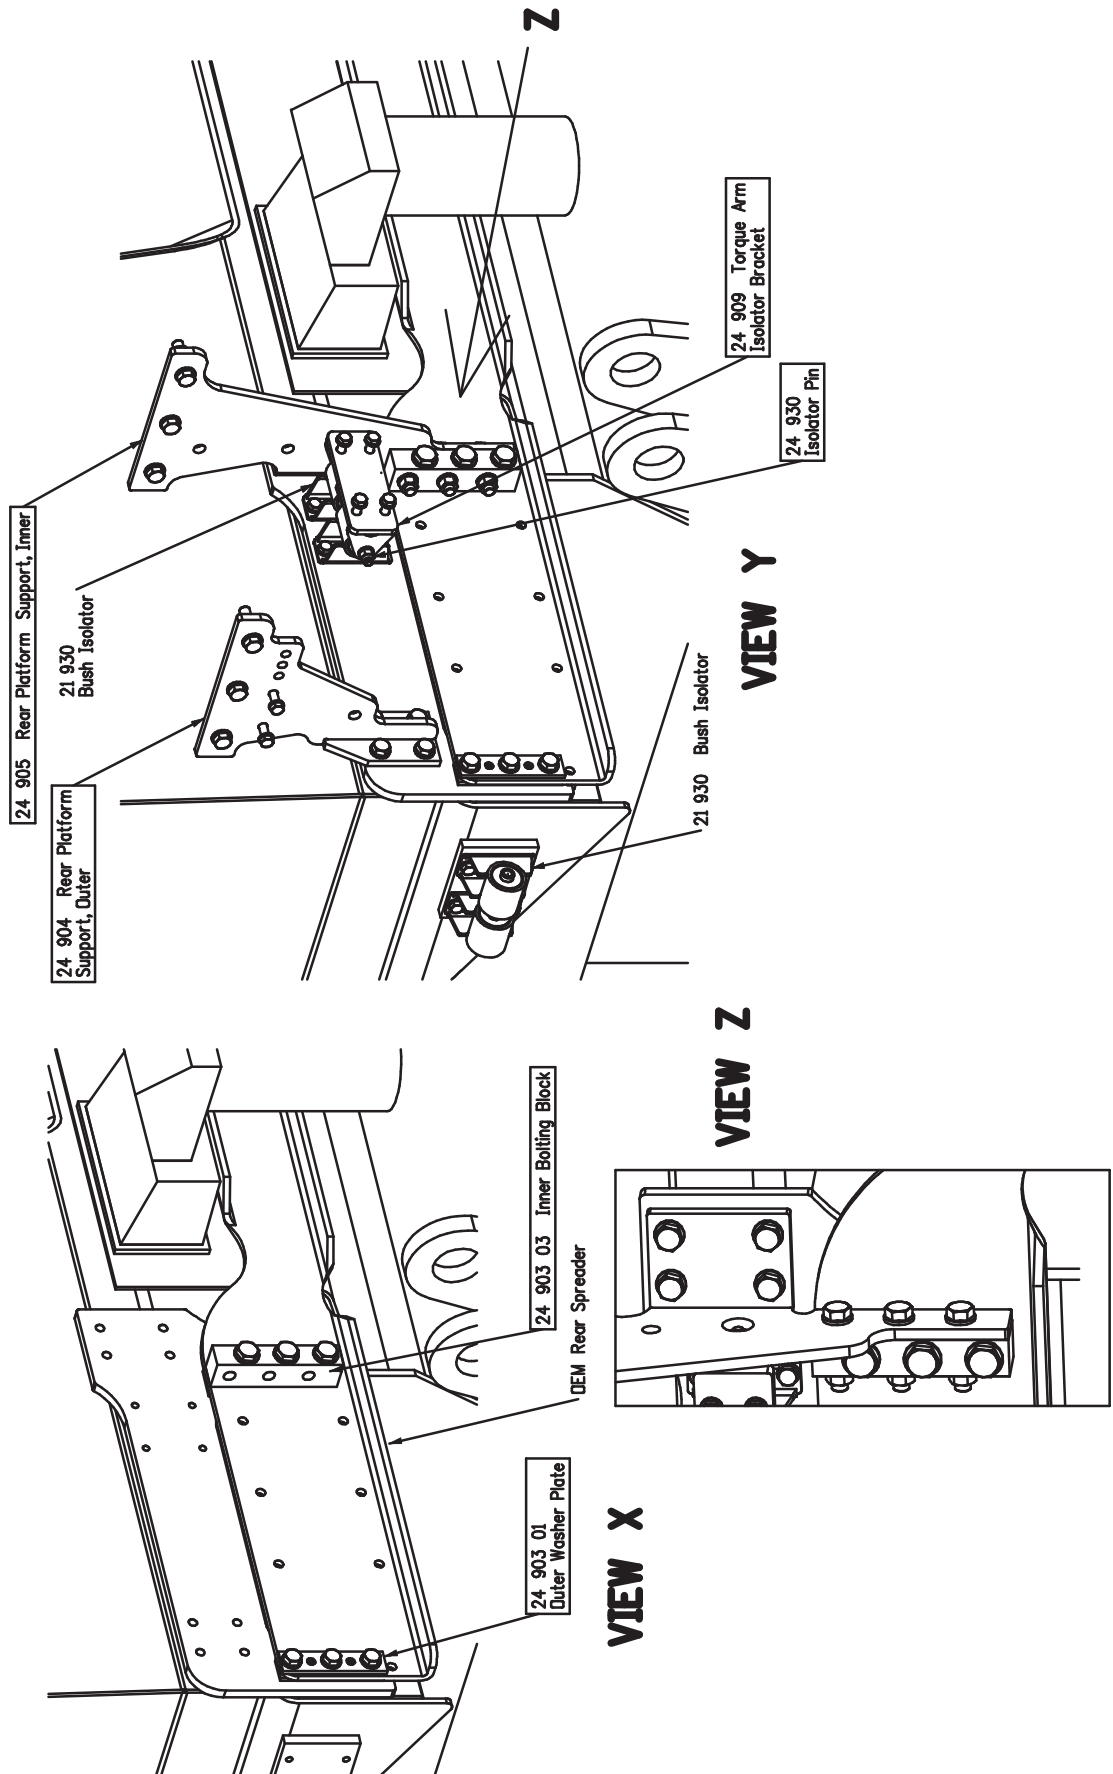 24 903 01
Outer Washer Plate
OEM Rear Spreader
24 903 03 Inner Bolting Block
VIEW X
24 904 Rear Platform
Support, Outer
24 905 Rear Platform Support, Inner
21 930
Bush Isolator
21 930 Bush Isolator
24 930
Isolator Pin
24 909 Torque Arm
Isolator Bracket
Z
VIEW Y
VIEW Z